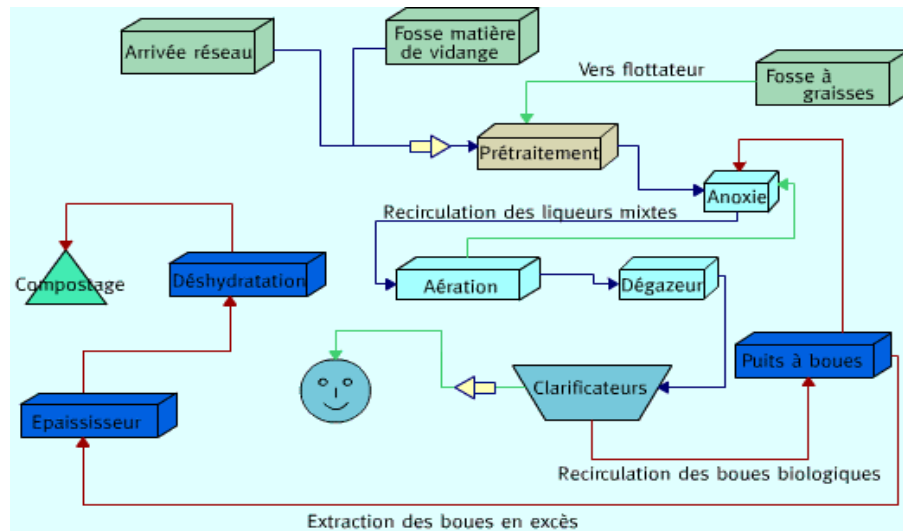 Arrivée réseau
Fosse matière
de vidange
Vers flottateur
Fosse à
graisses
Prétraitement
Anoxie
Recirculation des liqueurs mixtes
Compostage
Déshydratation
Aération
Dégazeur
Puits à boues
Clarificateurs
Epaississeur
Recirculation des boues biologiques
Extraction des boues en excès